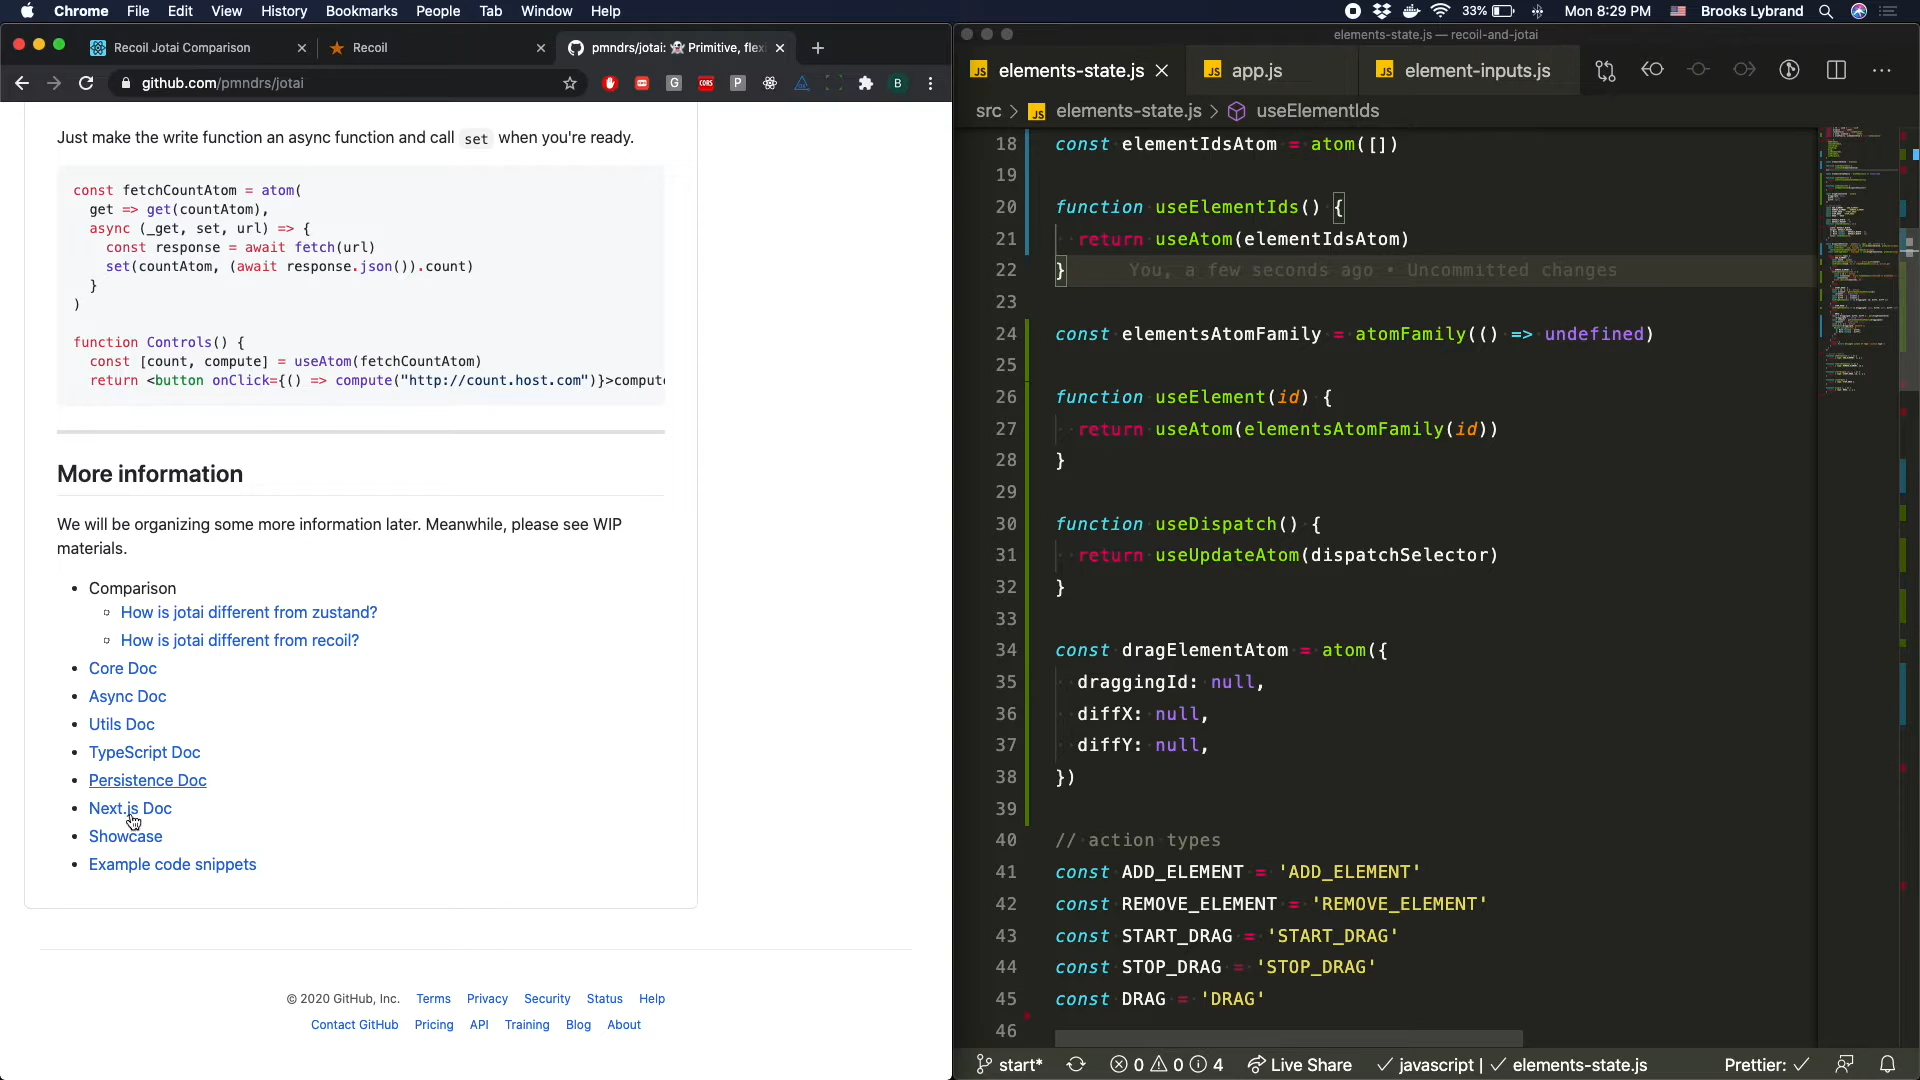 Chrome File Edit View History Bookmarks People Tab Window Help
33% Mon 8:29 PM Brooks Lybrand
Recoil Jotai Comparison
Recoil
pmndrs/jotai: 👻 Primitive, flexi
github.com/pmndrs/jotai
Just make the write function an async function and call set when you're ready.
const fetchCountAtom = atom(
get => get(countAtom),
async (_get, set, url) => {
const response = await fetch(url)
set(countAtom, (await response.json()).count)
}
)
function Controls() {
const [count, compute] = useAtom(fetchCountAtom)
return <button onClick={() => compute("http://count.host.com")}>compute
More information
We will be organizing some more information later. Meanwhile, please see WIP
materials.
Comparison
How is jotai different from zustand?
How is jotai different from recoil?
Core Doc
Async Doc
Utils Doc
TypeScript Doc
Persistence Doc
Next.js Doc
Showcase
Example code snippets
© 2020 GitHub, Inc. Terms Privacy Security Status Help
Contact GitHub Pricing API Training Blog About
elements-state.js — recoil-and-jotai
JS elements-state.js JS app.js JS element-inputs.js
src > JS elements-state.js > useElementIds
18 const elementIdsAtom = atom([])
19
20 function useElementIds() {
21 return useAtom(elementIdsAtom)
22 } You, a few seconds ago • Uncommitted changes
23
24 const elementsAtomFamily = atomFamily(() => undefined)
25
26 function useElement(id) {
27 return useAtom(elementsAtomFamily(id))
28 }
29
30 function useDispatch() {
31 return useUpdateAtom(dispatchSelector)
32 }
33
34 const dragElementAtom = atom({
35 draggingId: null,
36 diffX: null,
37 diffY: null,
38 })
39
40 // action types
41 const ADD_ELEMENT = 'ADD_ELEMENT'
42 const REMOVE_ELEMENT = 'REMOVE_ELEMENT'
43 const START_DRAG = 'START_DRAG'
44 const STOP_DRAG = 'STOP_DRAG'
45 const DRAG = 'DRAG'
46
start* 0 0 4 Live Share ✓ javascript | ✓ elements-state.js Prettier: ✓